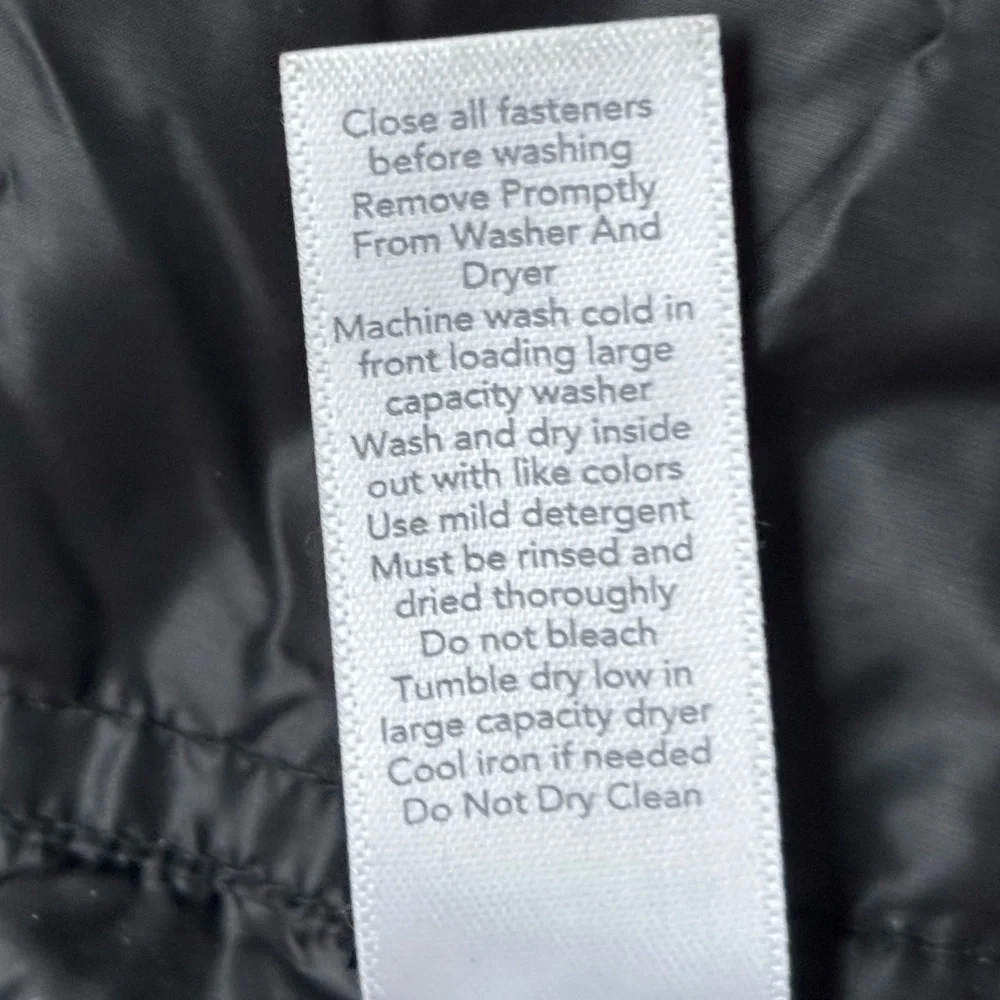 Close all fasteners
before washing
Remove Promptly
From Washer And
Dryer
Machine wash cold in
front loading large
capacity washer
Wash and dry inside
out with like colors
Use mild detergent
Must be rinsed and
dried thoroughly
Do not bleach
Tumble dry low in
large capacity dryer
Cool iron if needed
Do Not Dry Clean